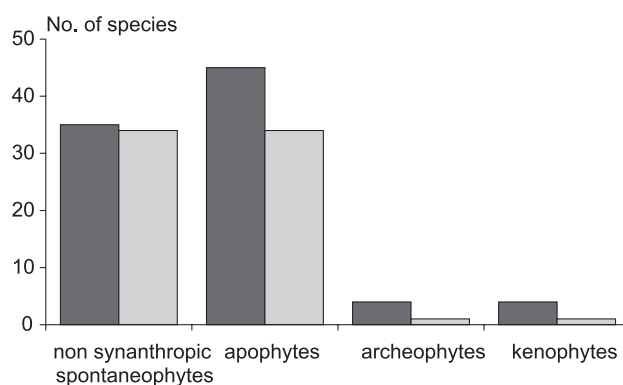 No. of species
50
40
30
20
10
0
non synanthropic
spontaneophytes
apophytes
archeophytes
kenophytes